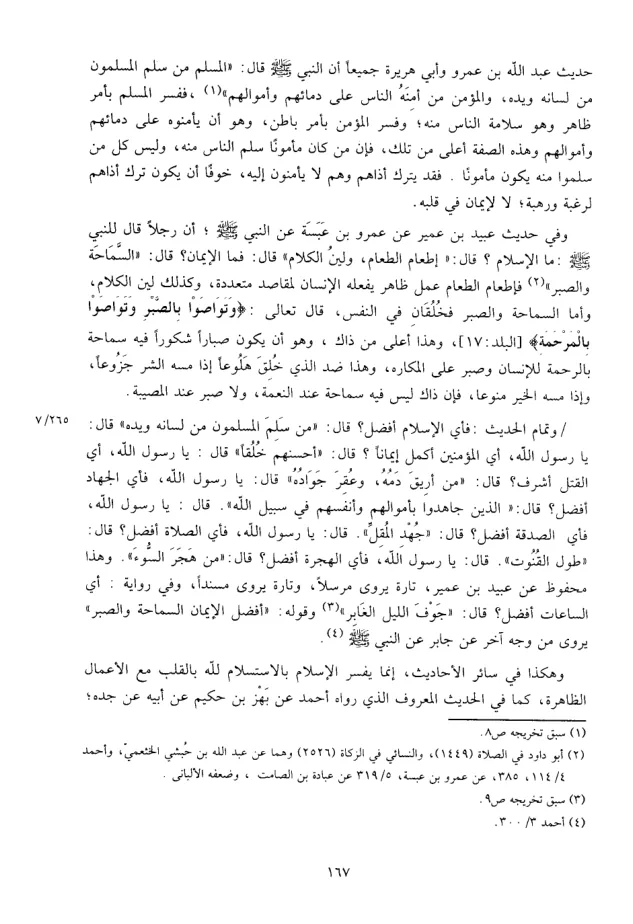 حديث عبد الله بن عمرو وأبي هريرة جميعاً أن النبي ﷺ قال: «المسلم من سلم المسلمون
من لسانه ويده، والمؤمن من أَمِنَهُ الناس على دمائهم وأموالهم»(١) ،ففسر المسلم بأمر
ظاهر وهو سلامة الناس منه؛ وفسر المؤمن بأمر باطن، وهو أن يأمنوه على دمائهم
وأموالهم وهذه الصفة أعلى من تلك، فإن من كان مأمونًا سلم الناس منه، وليس كل من
سلموا منه يكون مأمونًا . فقد يترك أذاهم وهم لا يأمنون إليه، خوفًا أن يكون ترك أذاهم
لرغبة ورهبة؛ لا لإيمان في قلبه.
وفي حديث عبيد بن عمير عن عمرو بن عَبَسَة عن النبي ﷺ ؛ أن رجلاً قال للنبي
ﷺ :ما الإسلام ؟ قال:« إطعام الطعام، ولينُ الكلام» قال: فما الإيمان؟ قال: «السَّمَاحَة
والصبر»(٢) فإطعام الطعام عمل ظاهر يفعله الإنسان لمقاصد متعددة، وكذلك لين الكلام،
وأما السماحة والصبر فخُلُقَان في النفس، قال تعالى :﴿وَتَوَاصَوْا بِالصَّبْرِ وَتَوَاصَوْا
بِالْمَرْحَمَةِ﴾ [البلد:١٧]، وهذا أعلى من ذاك ، وهو أن يكون صباراً شكوراً فيه سماحة
بالرحمة للإنسان وصبر على المكاره، وهذا ضد الذي خُلِقَ هَلُوعاً إذا مسه الشر جَزُوعاً،
وإذا مسه الخير منوعا، فإن ذاك ليس فيه سماحة عند النعمة، ولا صبر عند المصيبة.
٧/٢٦٥ / وتمام الحديث :فأي الإسلام أفضل؟ قال: «من سَلِمَ المسلمون من لسانه ويده» قال:
يا رسول الله، أي المؤمنين أكمل إيماناً ؟ قال: «أحسنهم خُلُقاً» قال : يا رسول الله، أي
القتل أشرف؟ قال: «من أريق دَمُهُ، وعقِر جَوَادُهُ» قال: يا رسول الله، فأي الجهاد
أفضل؟ قال:« الذين جاهدوا بأموالهم وأنفسهم في سبيل الله». قال : يا رسول الله،
فأي الصدقة أفضل؟ قال: «جُهْد المُقِلِّ». قال: يا رسول الله، فأي الصلاة أفضل؟ قال:
«طول القُنُوت». قال: يا رسول الله، فأي الهجرة أفضل؟ قال:«من هَجَرَ السُّوءَ». وهذا
محفوظ عن عبيد بن عمير، تارة يروى مرسلاً، وتارة يروى مسنداً، وفي رواية : أي
الساعات أفضل؟ قال: «جَوْفَ الليل الغَابِر»(٣) وقوله: «أفضل الإيمان السماحة والصبر»
يروى من وجه آخر عن جابر عن النبي ﷺ (٤).
وهكذا في سائر الأحاديث، إنما يفسر الإسلام بالاستسلام لله بالقلب مع الأعمال
الظاهرة، كما في الحديث المعروف الذي رواه أحمد عن بَهْز بن حكيم عن أبيه عن جده؛
(١) سبق تخريجه ص٨.
(٢) أبو داود في الصلاة (١٤٤٩)، والنسائي في الزكاة (٢٥٢٦) وهما عن عبد الله بن حُبشي الخثعميّ، وأحمد
٤/ ١١٤، ٣٨٥، عن عمرو بن عبسة، ٣١٩/٥ عن عبادة بن الصامت ، وضعفه الألباني .
(٣) سبق تخريجه ص٩.
(٤) أحمد ٣/ ٣٠٠.
١٦٧